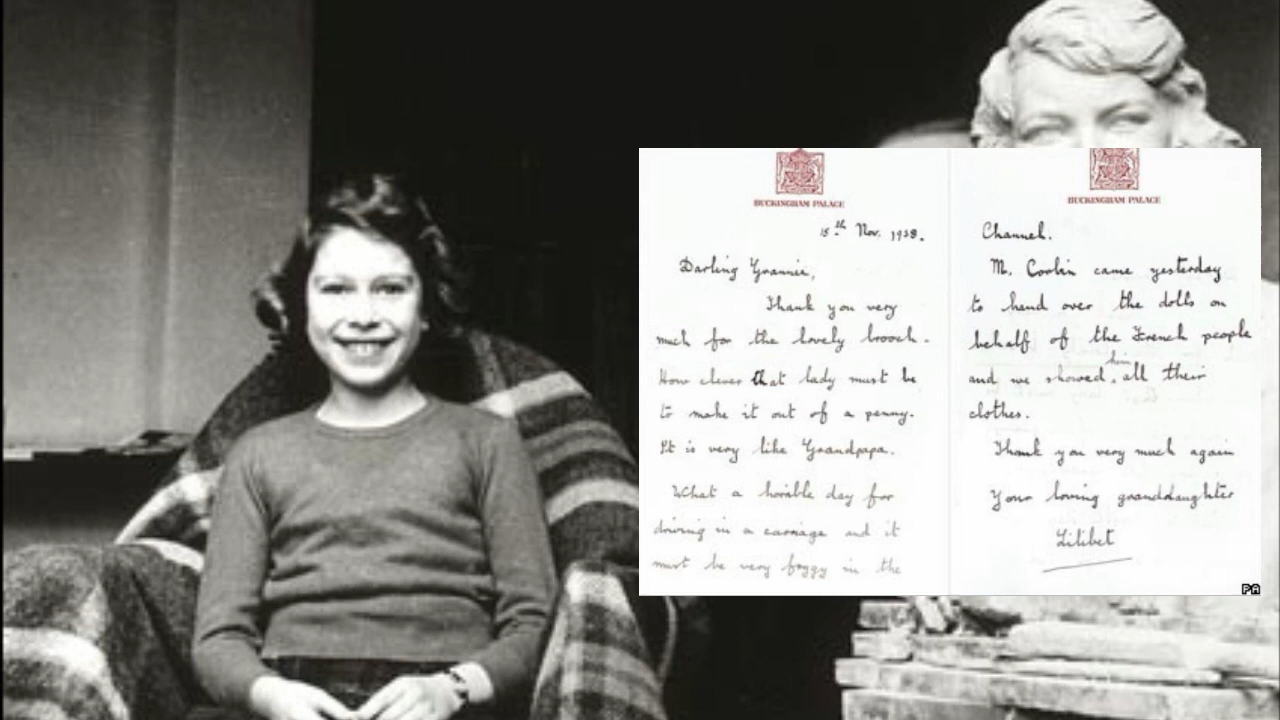 BUCKINGHAM PALACE
15th Nov. 1938.
Darling Grannie,
Thank you very
much for the lovely brooch.
How clever that lady must be
to make it out of a penny.
It is very like Grandpapa.
What a horible day for
driving in a carriage and it
must be very foggy in the
BUCKINGHAM PALACE
Channel.
M. Corbin came yesterday
to hand over the dolls on
behalf of the French people
and we showed him all their
clothes.
Thank you very much again
Your loving granddaughter
Lilibet
PA